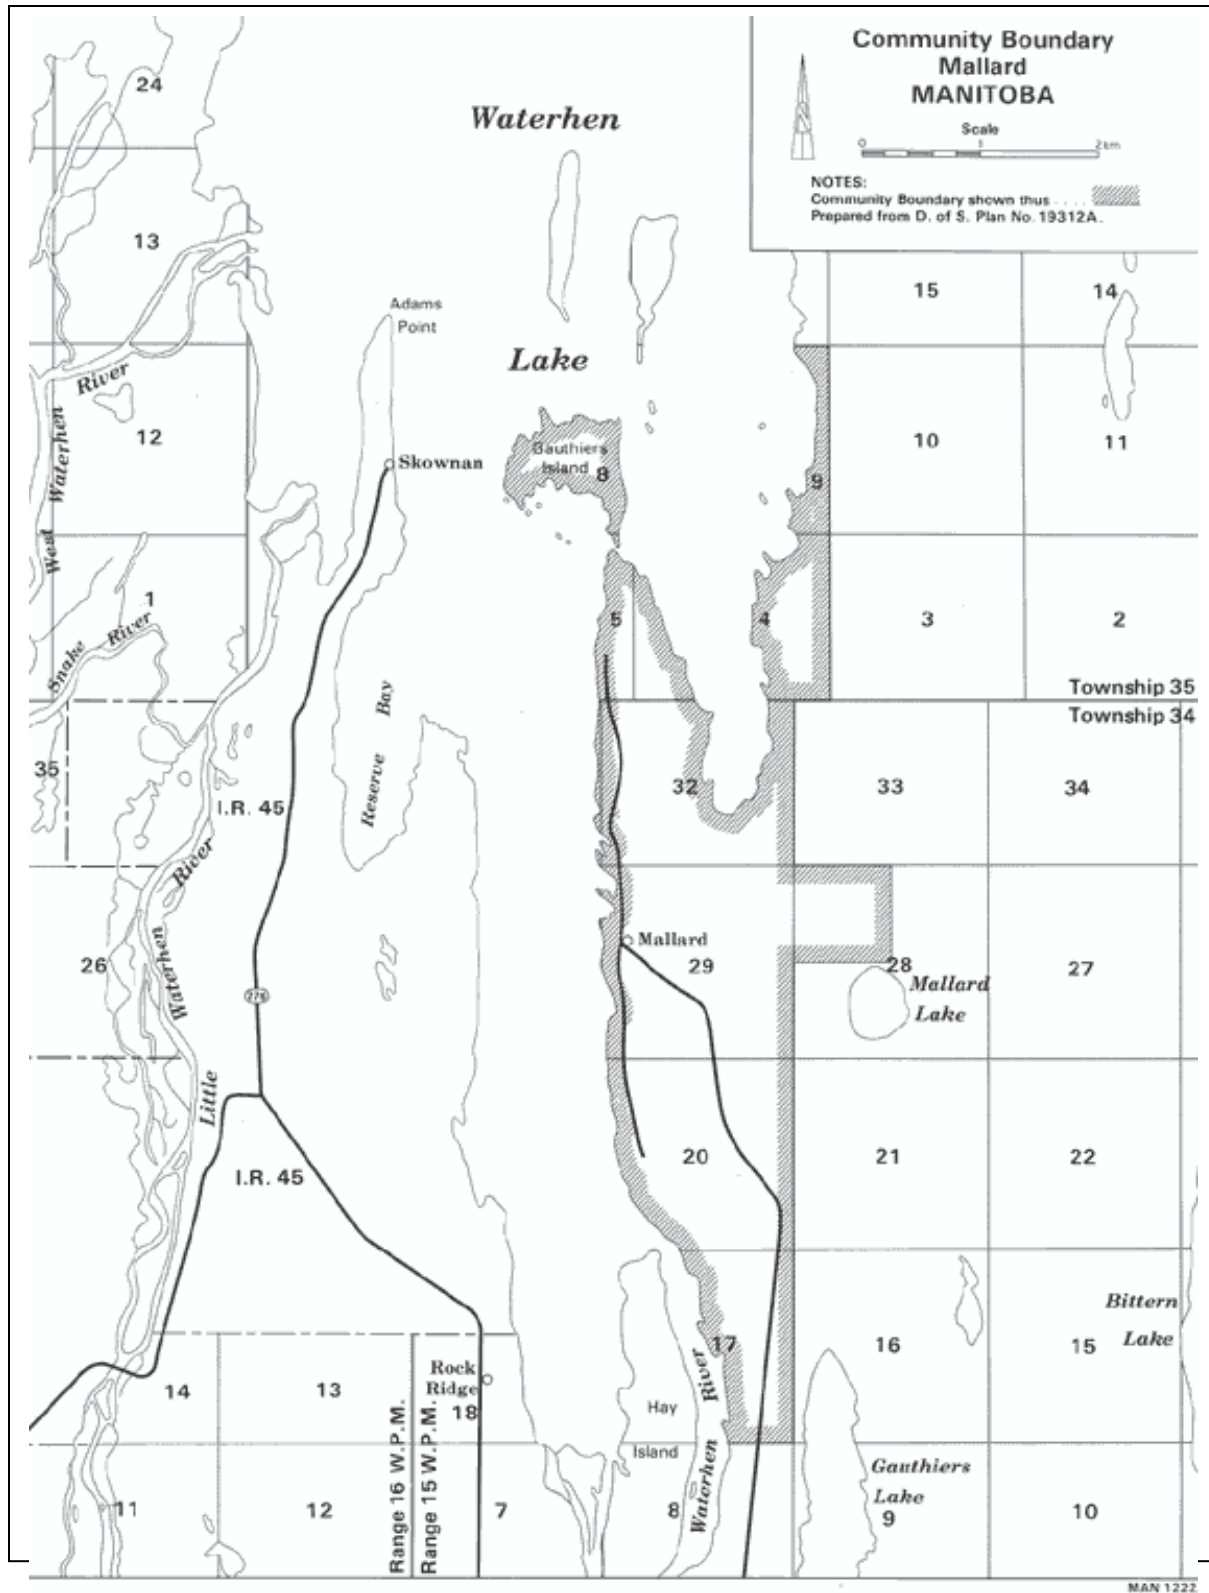 Community Boundary
Mallard
MANITOBA
Scale
0 1 2 km
NOTES:
Community Boundary shown thus ....
Prepared from D. of S. Plan No. 19312A.
24
Waterhen
13
15
14
Adams
Point
Lake
River
West Waterhen
12
10
11
Gauthiers
Island
8
9
Skownan
1
Snake River
5
4
3
2
Township 35
Township 34
Reserve Bay
35
I.R. 45
32
33
34
River
Waterhen
Little
Mallard
26
29
28
27
276
Mallard
Lake
20
21
22
I.R. 45
Bittern
Lake
17
16
15
Rock
Ridge
14
13
18
Range 16 W.P.M.
Range 15 W.P.M.
Hay
Island
Waterhen River
Gauthiers
Lake
11
12
7
8
9
10
MAN 1222